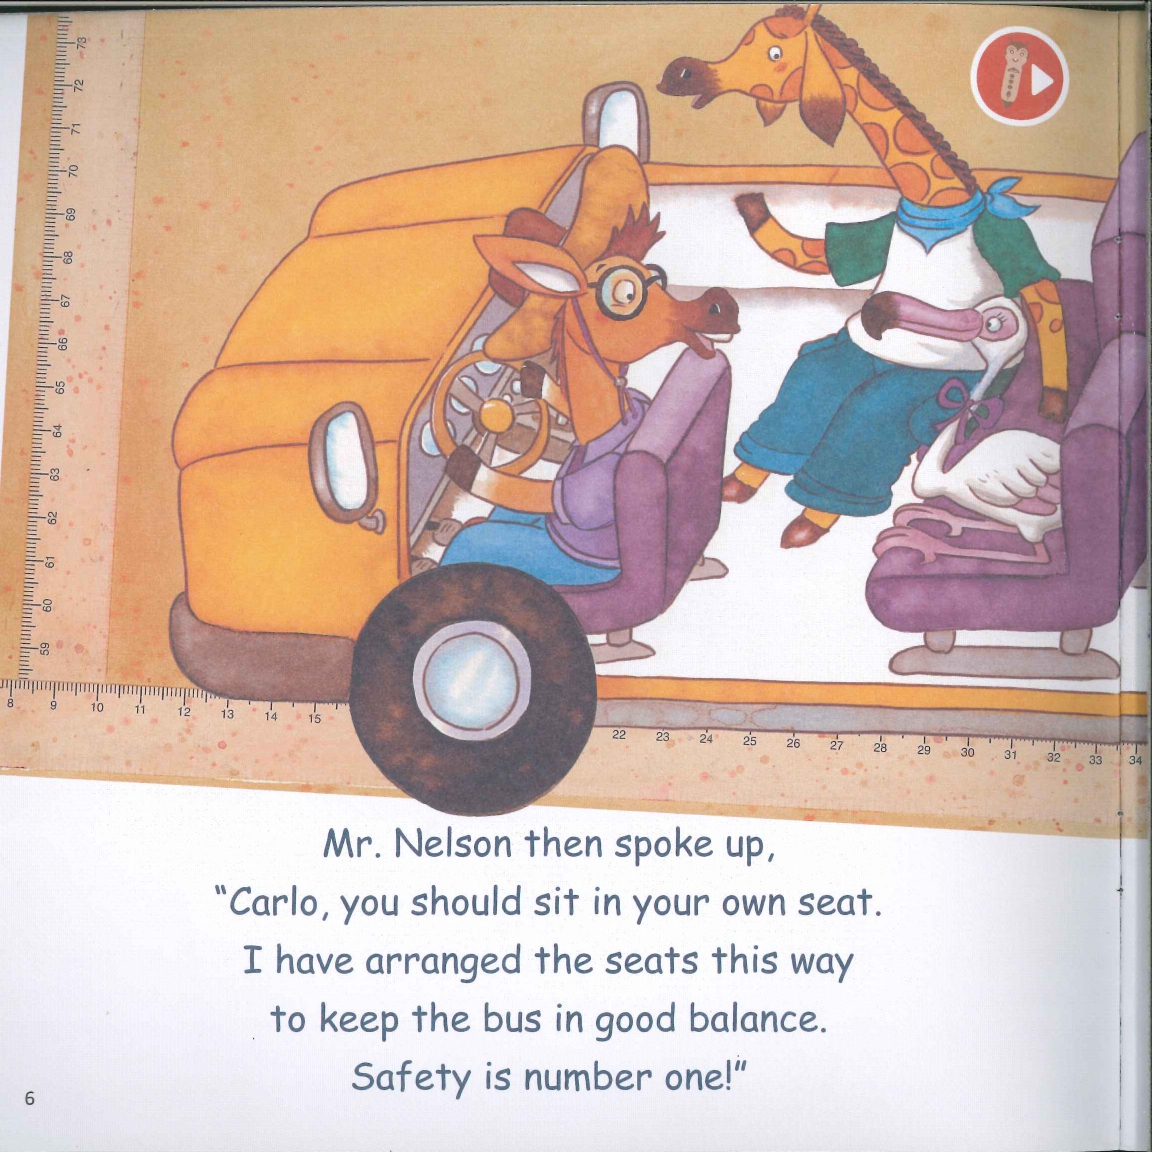 73
72
71
70
69
68
67
66
65
64
63
62
61
60
59
8 9 10 11 12 13 14 15 22 23 24 25 26 27 28 29 30 31 32 33 34
Mr. Nelson then spoke up,
“Carlo, you should sit in your own seat.
I have arranged the seats this way
to keep the bus in good balance.
Safety is number one!”
6